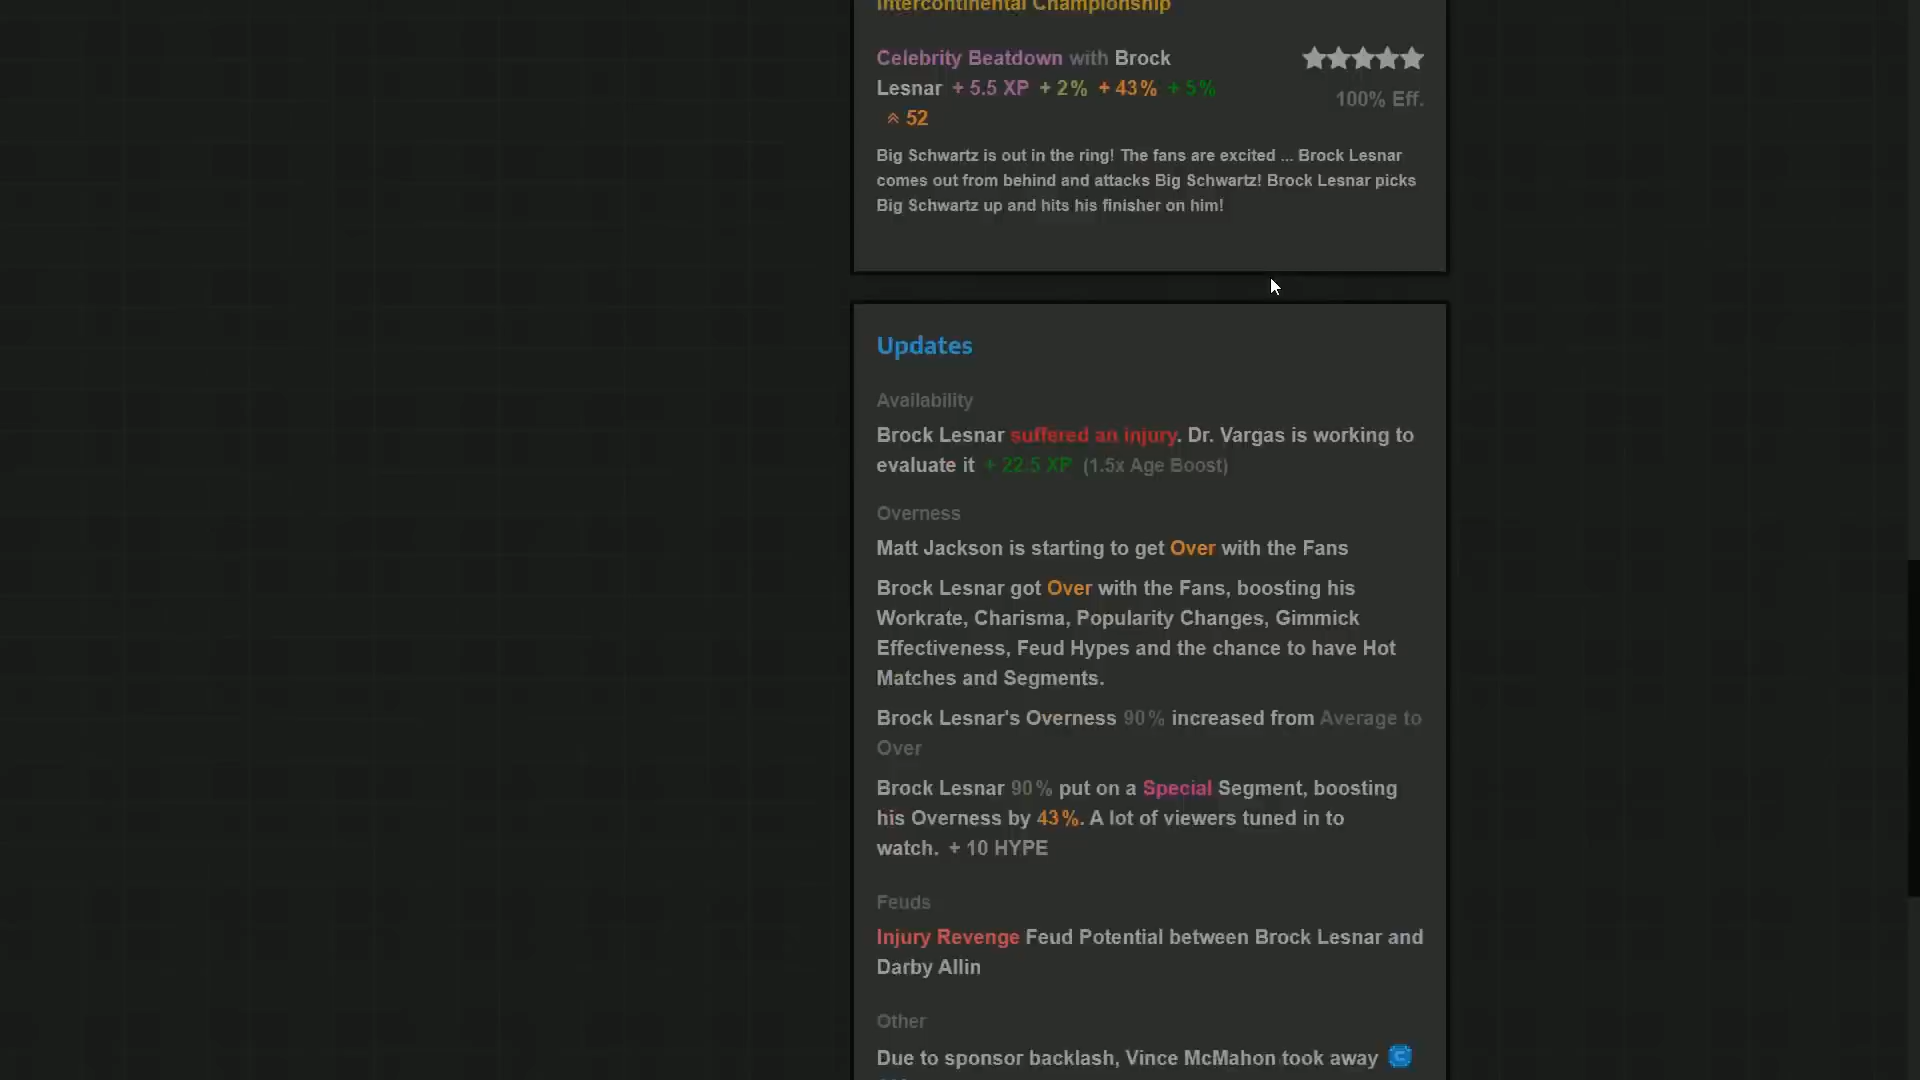 Intercontinental Championship
Celebrity Beatdown with Brock
Lesnar + 5.5 XP + 2% + 43% + 5%
52
100% Eff.
Big Schwartz is out in the ring! The fans are excited ... Brock Lesnar
comes out from behind and attacks Big Schwartz! Brock Lesnar picks
Big Schwartz up and hits his finisher on him!
Updates
Availability
Brock Lesnar suffered an injury. Dr. Vargas is working to
evaluate it + 22.5 XP (1.5x Age Boost)
Overness
Matt Jackson is starting to get Over with the Fans
Brock Lesnar got Over with the Fans, boosting his
Workrate, Charisma, Popularity Changes, Gimmick
Effectiveness, Feud Hypes and the chance to have Hot
Matches and Segments.
Brock Lesnar's Overness 90% increased from Average to
Over
Brock Lesnar 90% put on a Special Segment, boosting
his Overness by 43%. A lot of viewers tuned in to
watch. + 10 HYPE
Feuds
Injury Revenge Feud Potential between Brock Lesnar and
Darby Allin
Other
Due to sponsor backlash, Vince McMahon took away C